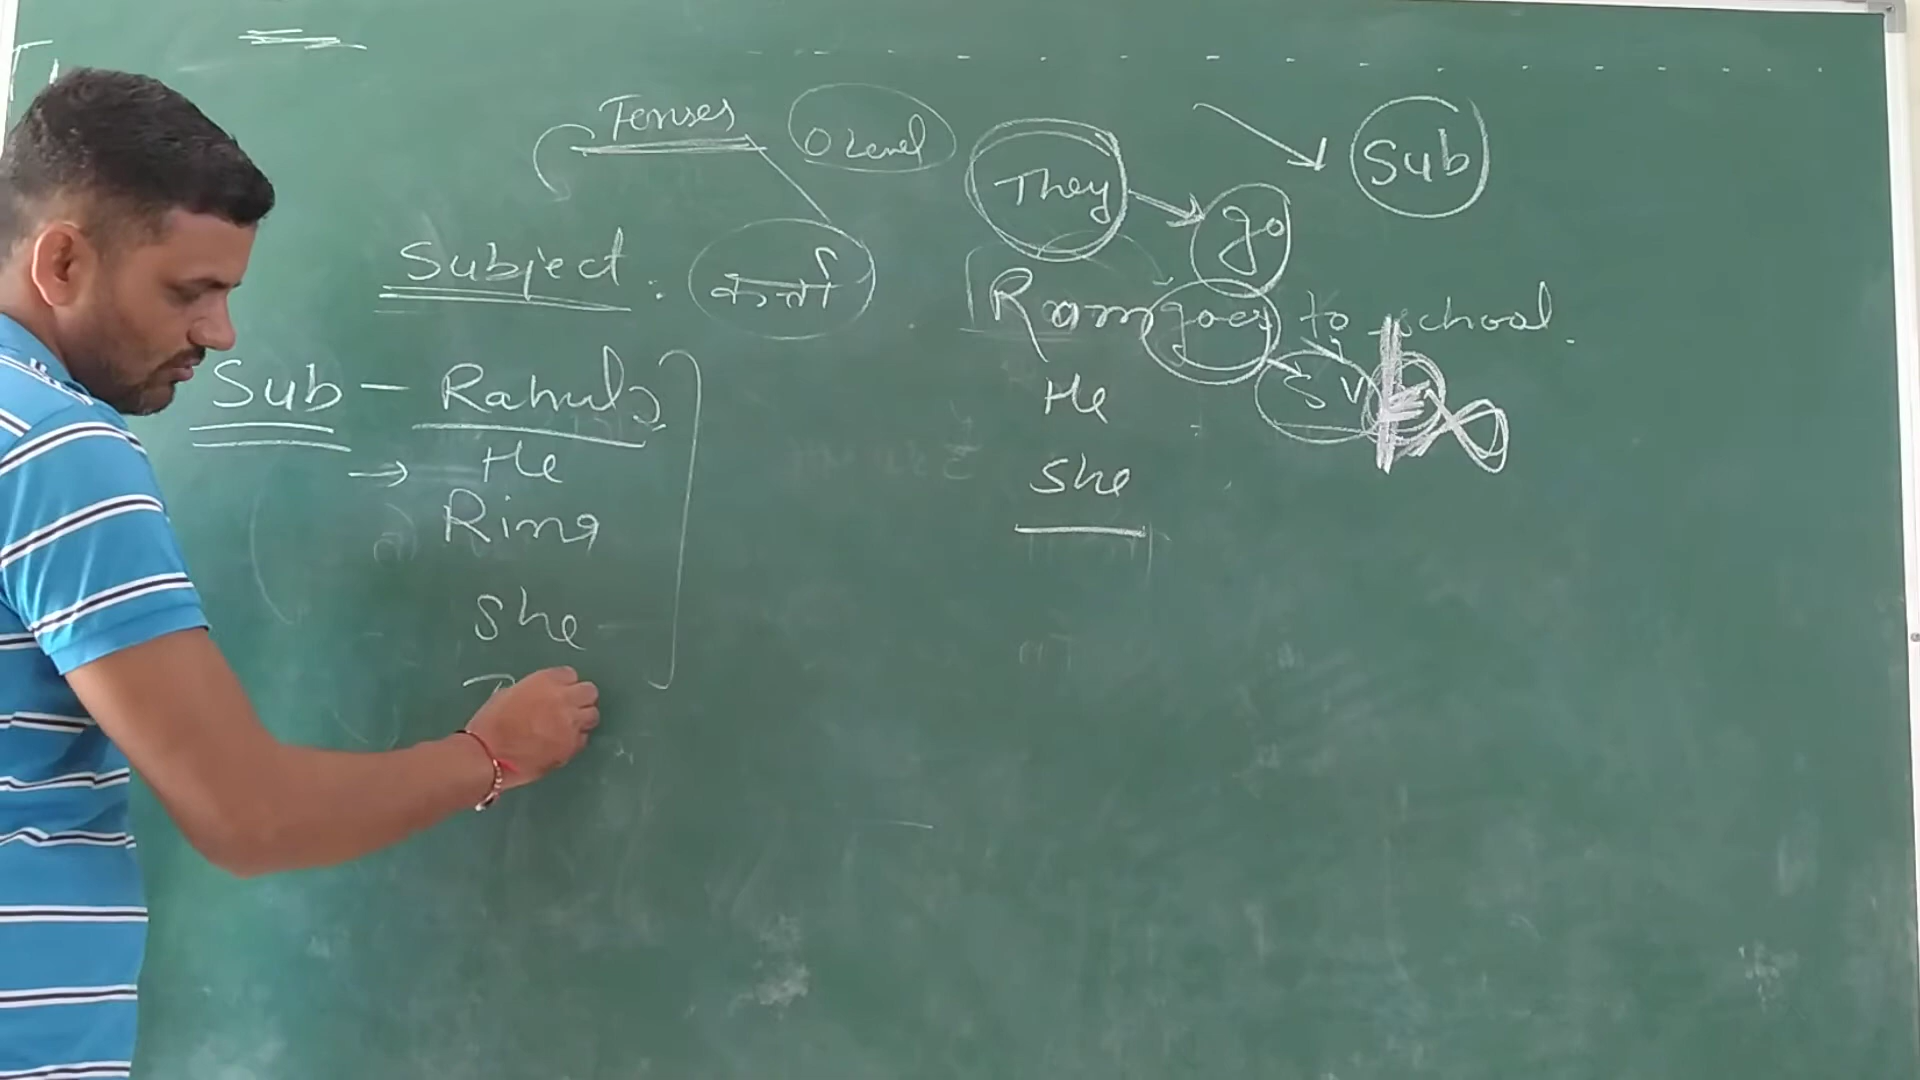 Tenses
O Level
They
go
Sub
Subject : कर्ता
Ram goes to school.
Sub - Rahul
S V
He
→ He
Ring
She
She